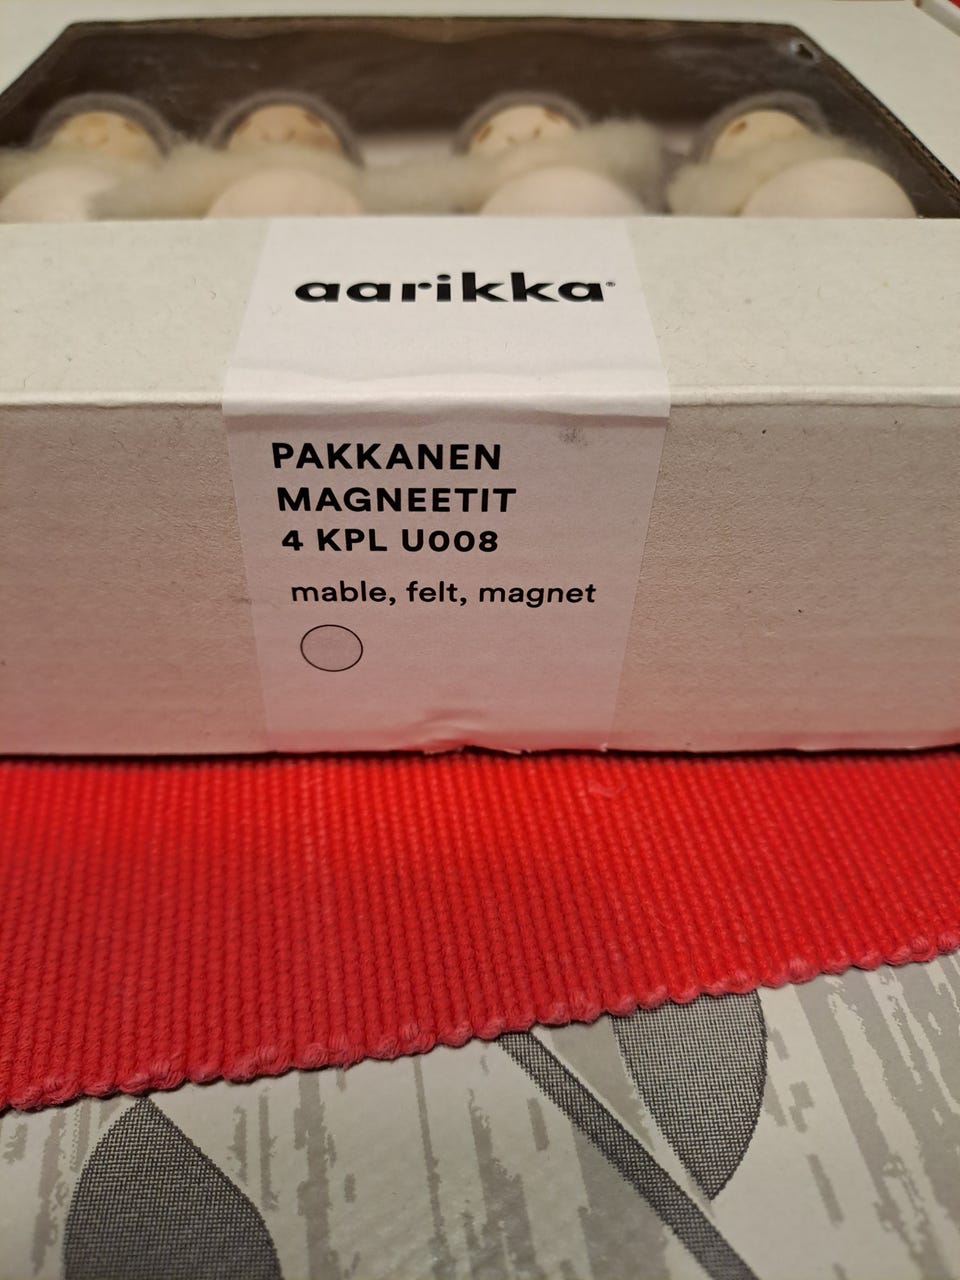 aarikka®
PAKKANEN
MAGNEETIT
4 KPL U008
mable, felt, magnet